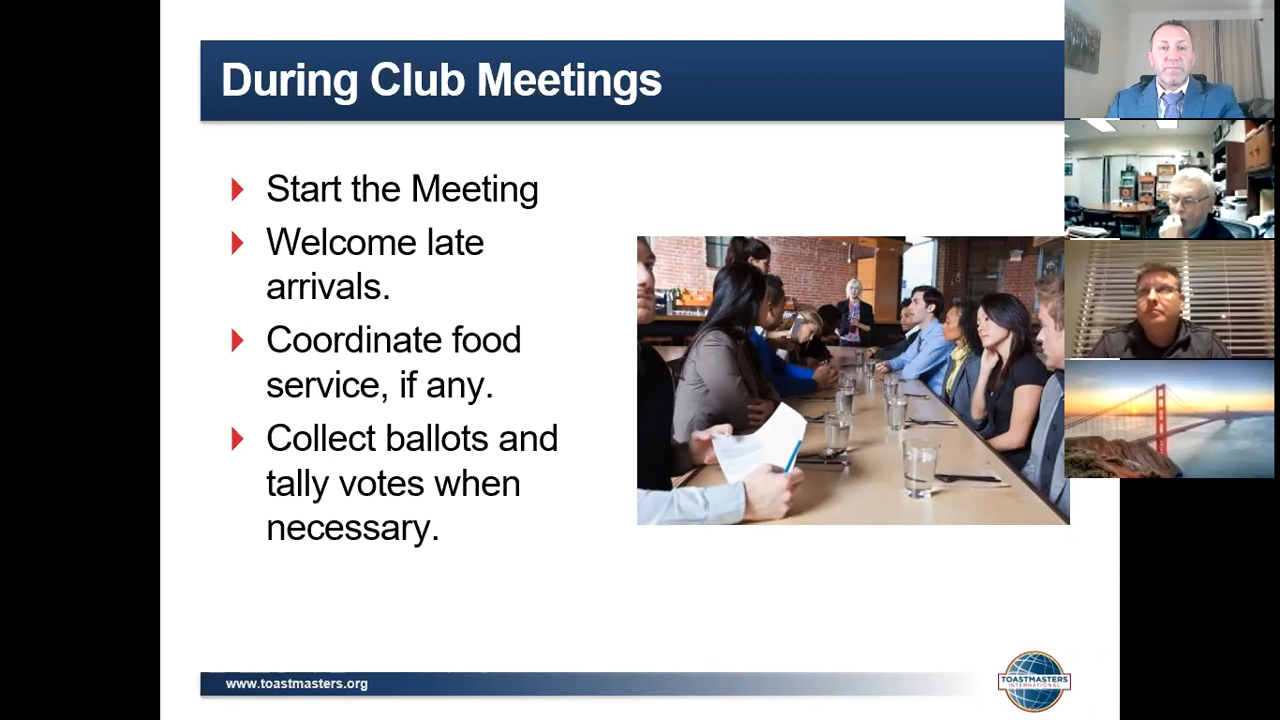 During Club Meetings
Start the Meeting
Welcome late
arrivals.
Coordinate food
service, if any.
Collect ballots and
tally votes when
necessary.
www.toastmasters.org
TOASTMASTERS
INTERNATIONAL